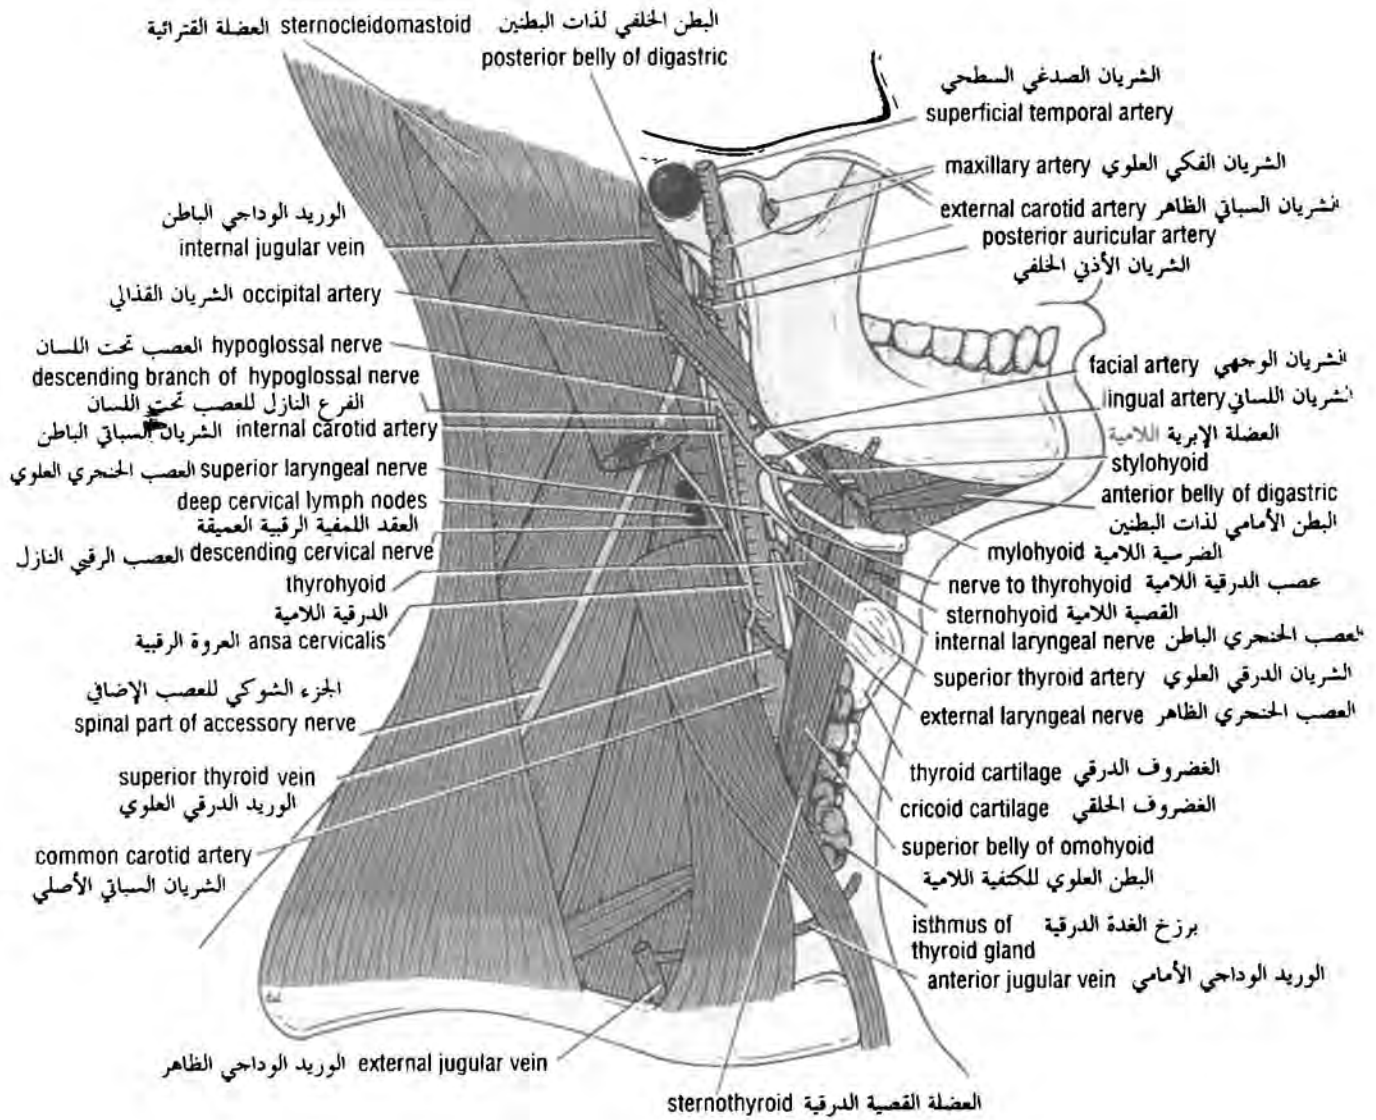 العضلة القترائية sternocleidomastoid
البطن الخلفي لذات البطنين
posterior belly of digastric
الشريان الصدغي السطحي
superficial temporal artery
maxillary artery الشريان الفكي العلوي
external carotid artery الشريان السباتي الظاهر
posterior auricular artery
الشريان الأذني الخلفي
الوريد الوداجي الباطن
internal jugular vein
الشريان القذالي occipital artery
العصب تحت اللسان hypoglossal nerve
descending branch of hypoglossal nerve
الفرع النازل للعصب تحت اللسان
الشريان السباتي الباطن internal carotid artery
العصب الحنجري العلوي superior laryngeal nerve
deep cervical lymph nodes
العقد اللمفية الرقبية العميقة
العصب الرقبي النازل descending cervical nerve
thyrohyoid
الدرقية اللامية
العروة الرقبية ansa cervicalis
الجزء الشوكي للعصب الإضافي
spinal part of accessory nerve
superior thyroid vein
الوريد الدرقي العلوي
common carotid artery
الشريان السباتي الأصلي
facial artery الشريان الوجهي
lingual artery الشريان اللساني
العضلة الإبرية اللامية
stylohyoid
anterior belly of digastric
البطن الأمامي لذات البطنين
mylohyoid الضرسية اللامية
nerve to thyrohyoid عصب الدرقية اللامية
sternohyoid القصية اللامية
internal laryngeal nerve العصب الحنجري الباطن
superior thyroid artery الشريان الدرقي العلوي
external laryngeal nerve العصب الحنجري الظاهر
thyroid cartilage الغضروف الدرقي
cricoid cartilage الغضروف الحلقي
superior belly of omohyoid
البطن العلوي للكتفية اللامية
isthmus of برزخ الغدة الدرقية
thyroid gland
anterior jugular vein الوريد الوداجي الأمامي
الوريد الوداجي الظاهر external jugular vein
sternothyroid العضلة القصية الدرقية